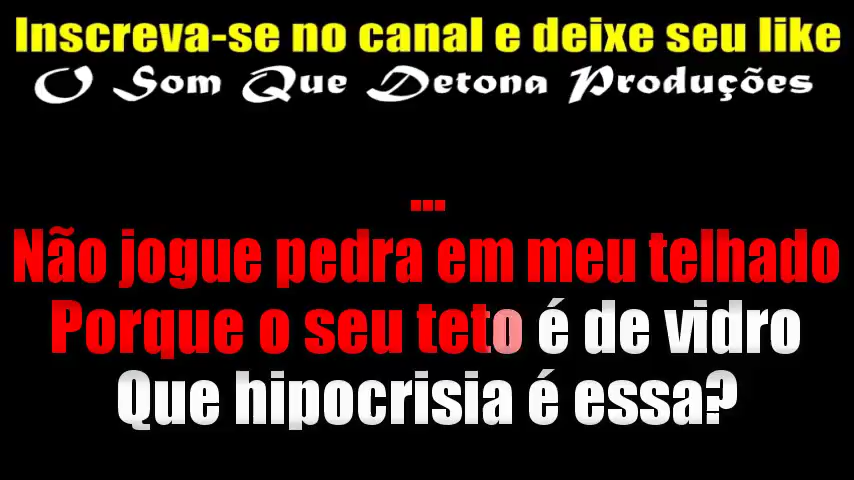 Inscreva-se no canal e deixe seu like
O Som Que Detona Produções
...
Não jogue pedra em meu telhado
Porque o seu teto é de vidro
Que hipocrisia é essa?